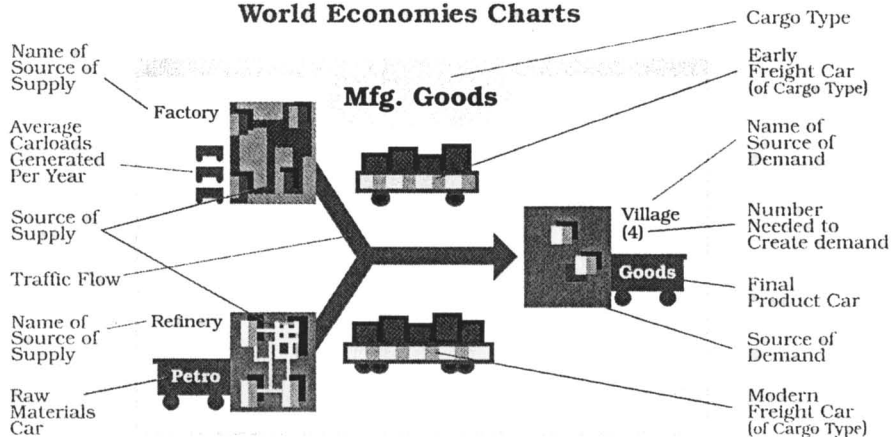 World Economies Charts
Name of
Source of
Supply
Average
Carloads
Generated
Per Year
Source of
Supply
Traffic Flow
Name of
Source of
Supply
Raw
Materials
Car
Factory
Mfg. Goods
Refinery
Petro
Village
(4)
Goods
Cargo Type
Early
Freight Car
(of Cargo Type)
Name of
Source of
Demand
Number
Needed to
Create demand
Final
Product Car
Source of
Demand
Modern
Freight Car
(of Cargo Type)